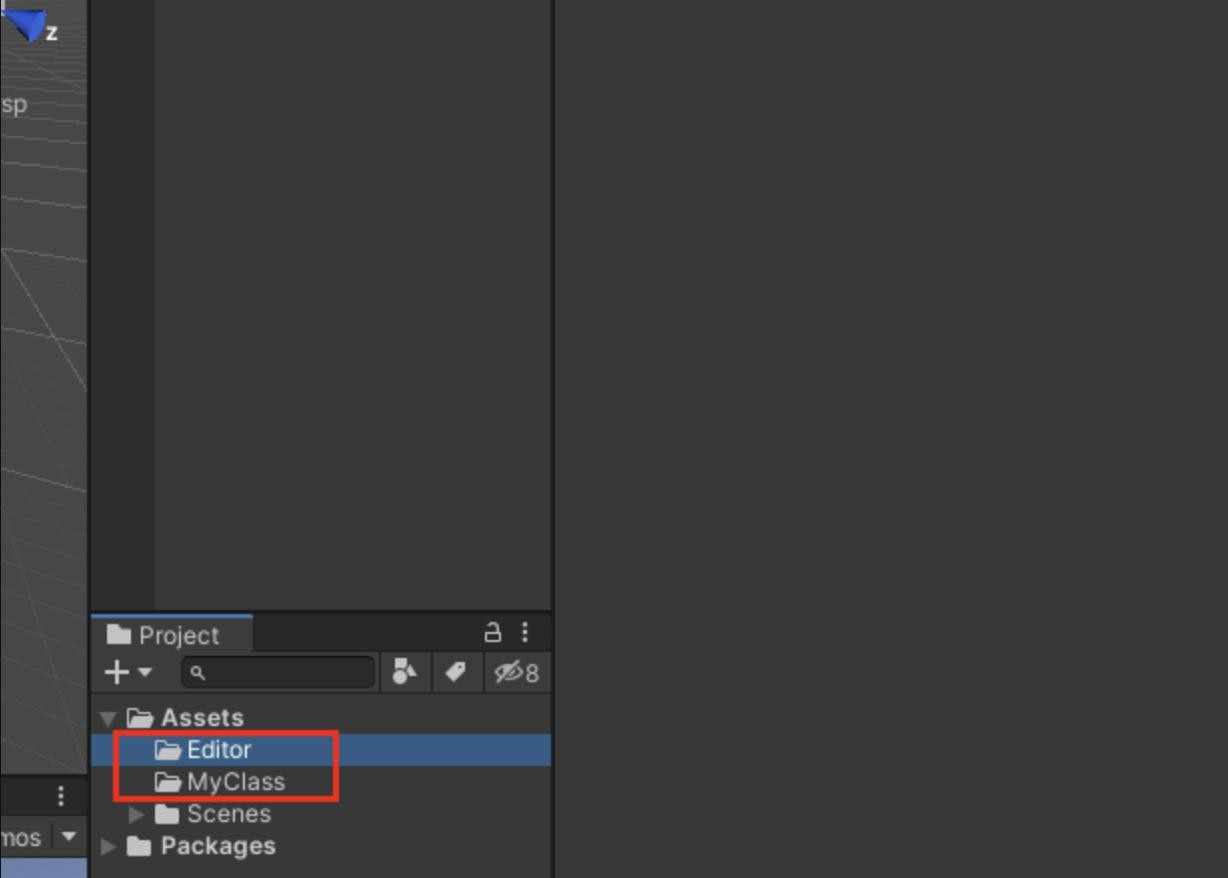 z
sp
Project
8
Assets
Editor
MyClass
Scenes
mos
Packages